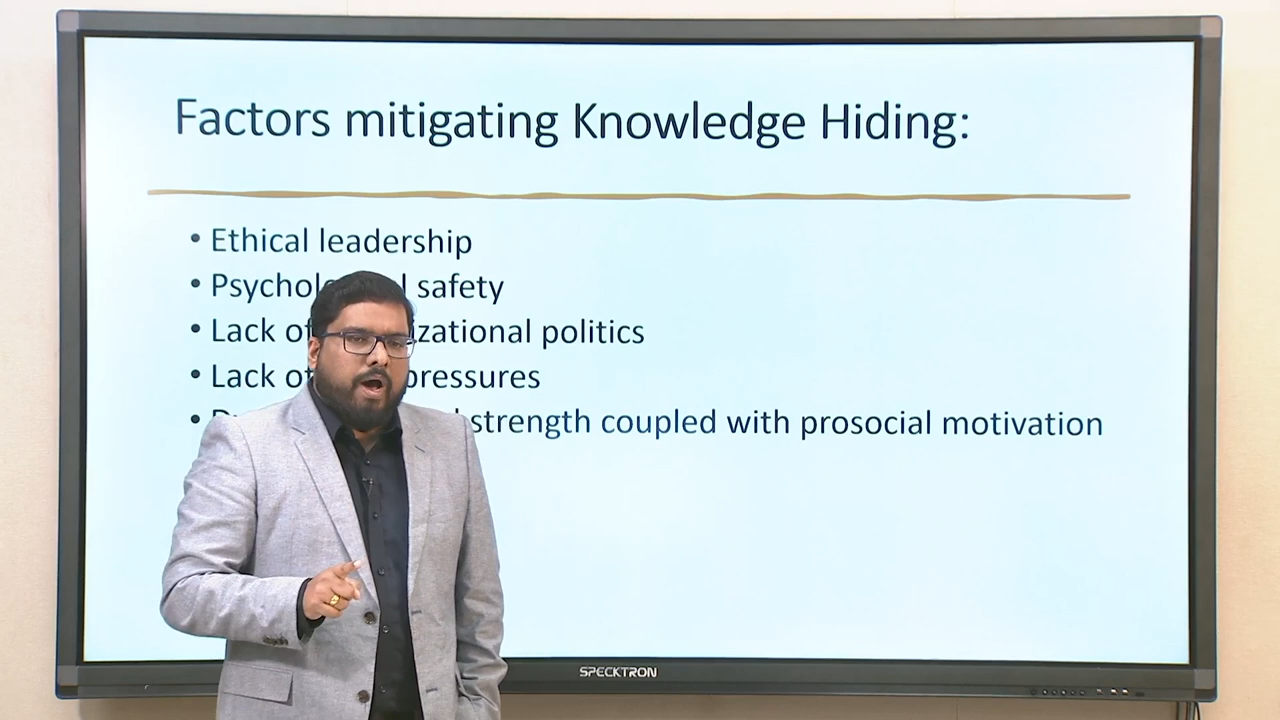 Factors mitigating Knowledge Hiding:
• Ethical leadership
• safety
• Lack of politics
• Lack of pressures
• strength coupled with prosocial motivation
SPECKTRON